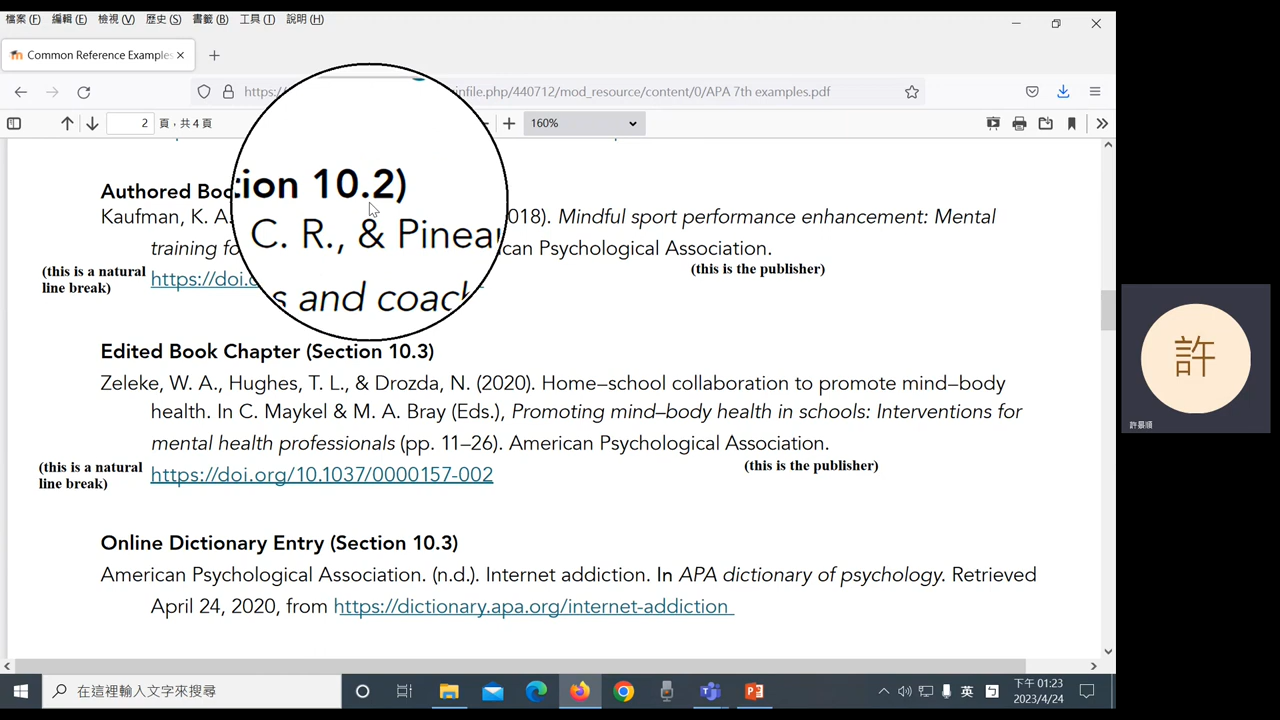 檔案 (F) 編輯 (E) 檢視 (V) 歷史 (S) 書籤 (B) 工具 (T) 說明 (H)
Common Reference Examples
https:/ infile.php/440712/mod_resource/content/0/APA 7th examples.pdf
2 頁，共 4 頁 160%
Authored Boo tion 10.2)
Kaufman, K. A. C. R., & Pinea 018). Mindful sport performance enhancement: Mental
training fo s and coach can Psychological Association.
(this is a natural line break) https://doi.o (this is the publisher)
Edited Book Chapter (Section 10.3)
Zeleke, W. A., Hughes, T. L., & Drozda, N. (2020). Home–school collaboration to promote mind–body
health. In C. Maykel & M. A. Bray (Eds.), Promoting mind–body health in schools: Interventions for
mental health professionals (pp. 11–26). American Psychological Association.
(this is a natural line break) https://doi.org/10.1037/0000157-002 (this is the publisher)
Online Dictionary Entry (Section 10.3)
American Psychological Association. (n.d.). Internet addiction. In APA dictionary of psychology. Retrieved
April 24, 2020, from https://dictionary.apa.org/internet-addiction
許
許景順
在這裡輸入文字來搜尋
英
下午 01:23
2023/4/24